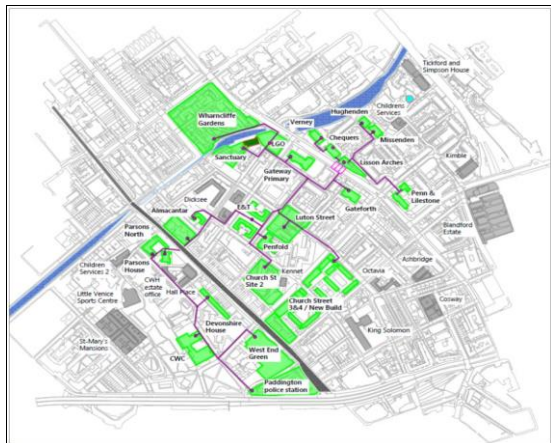 Tickford and
Simpson House
Hughenden
Childrens
Services
Wharncliffe
Gardens
Verney
Chequers
Missenden
PLGO
Sanctuary
Lisson Arches
Kimble
Gateway
Primary
Dicksee
Penn &
Lilestone
Gateforth
E&T
Almacantar
Luton Street
Blandford
Estate
Parsons
North
Penfold
Parsons
House
Children
Services 2
CWH
estate
office
Church St
Site 2
Kennet
Ashbridge
Octavia
Hall Place
Little Venice
Sports Centre
Church Street
3&4 / New Build
Cosway
Devonshire
House
King Solomon
St-Mary's
Mansions
West End
Green
CWC
Paddington
police station